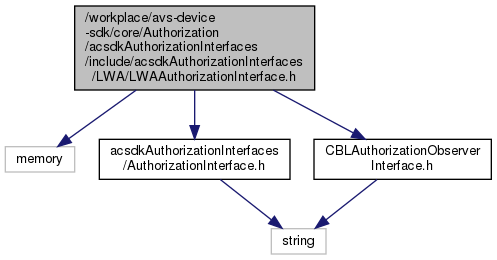 /workplace/avs-device
-sdk/core/Authorization
/acsdkAuthorizationInterfaces
/include/acsdkAuthorizationInterfaces
/LWA/LWAAuthorizationInterface.h
memory
acsdkAuthorizationInterfaces
/AuthorizationInterface.h
CBLAuthorizationObserver
Interface.h
string